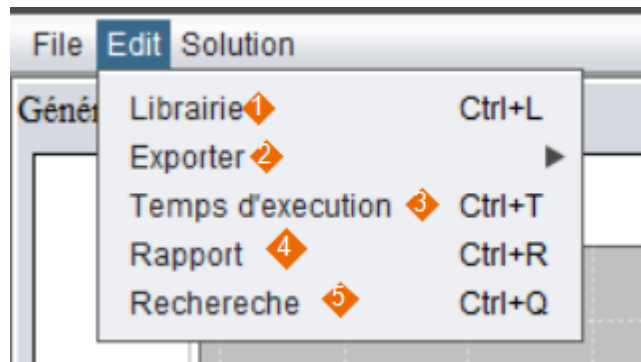 File Edit Solution
Génér
Librairie 1 Ctrl+L
Exporter 2
Temps d'execution 3 Ctrl+T
Rapport 4 Ctrl+R
Rechereche 5 Ctrl+Q